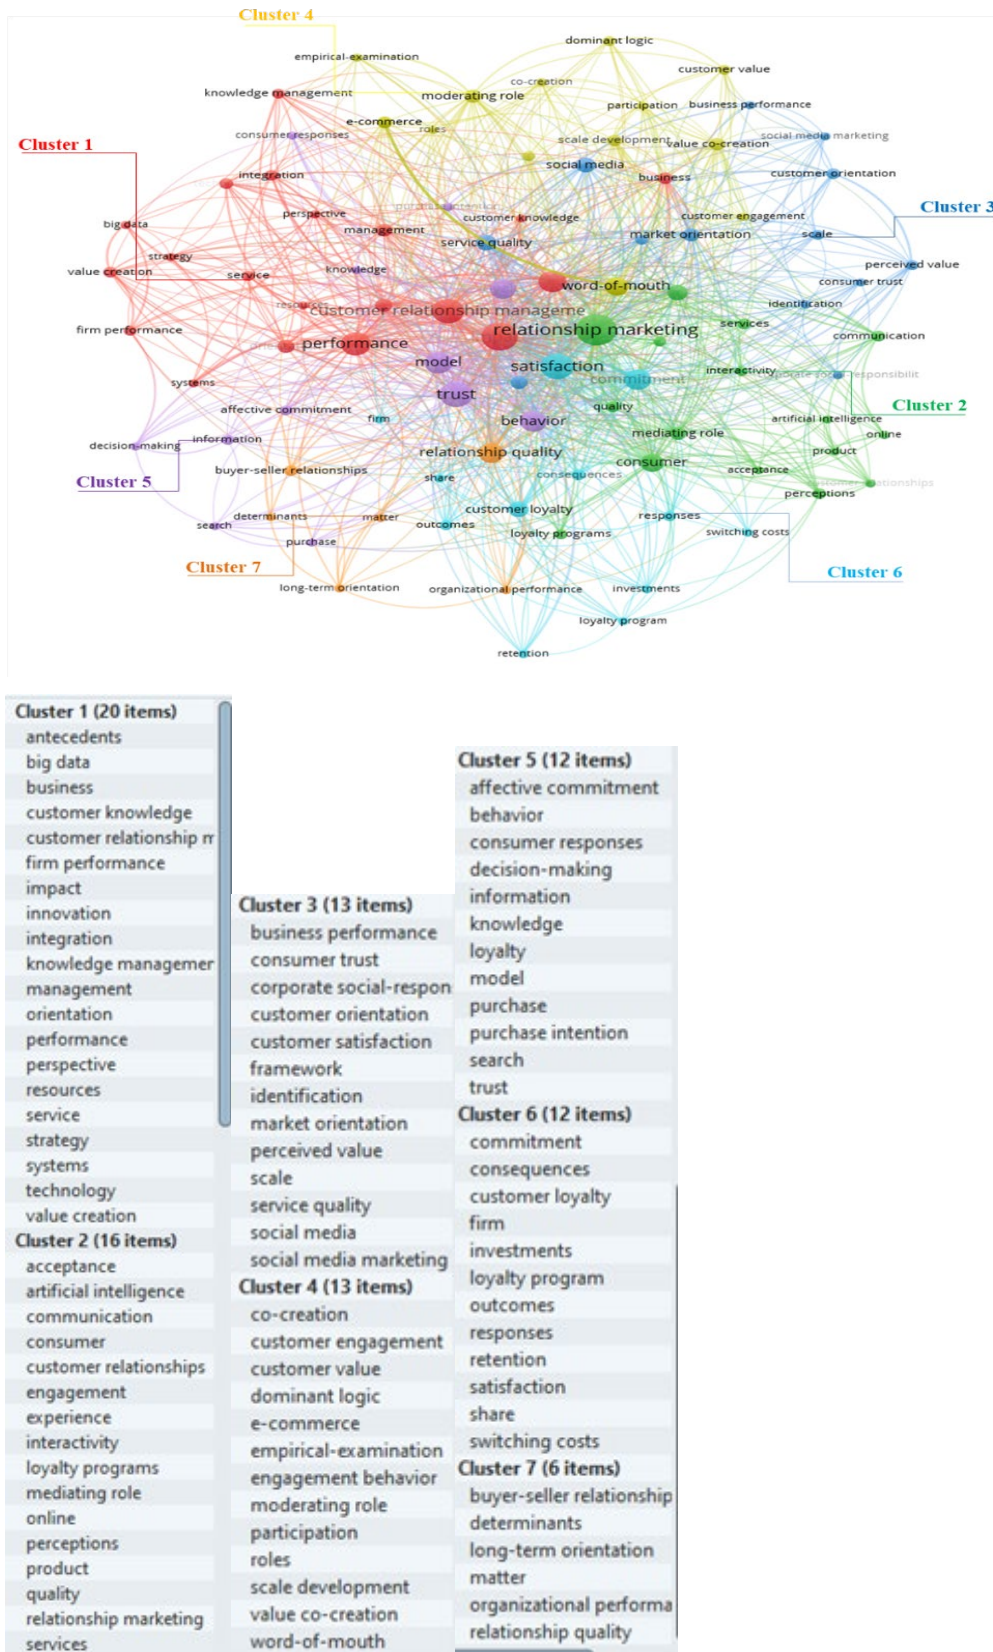 Cluster 4
dominant logic
empirical-examination
customer value
co-creation
knowledge management
moderating role
participation
business performance
e-commerce
roles
consumer responses
social media marketing
scale development
value co-creation
Cluster 1
social media
integration
business
customer orientation
perspective
customer knowledge
customer engagement
Cluster 3
big data
management
service quality
market orientation
scale
strategy
value creation
service
knowledge
perceived value
word-of-mouth
consumer trust
resources
customer relationship manageme
identification
firm performance
relationship marketing
services
communication
performance
model
satisfaction
interactivity
porate social responsibilit
systems
trust
commitment
affective commitment
firm
behavior
quality
Cluster 2
artificial intelligence
decision-making
information
mediating role
online
relationship quality
product
buyer-seller relationships
share
consequences
consumer
acceptance
Cluster 5
perceptions
customer loyalty
search
determinants
matter
outcomes
responses
loyalty programs
switching costs
purchase
Cluster 7
Cluster 6
long-term orientation
organizational performance
investments
loyalty program
retention
Cluster 1 (20 items)
antecedents
big data
business
customer knowledge
customer relationship m
firm performance
impact
innovation
integration
knowledge managemer
management
orientation
performance
perspective
resources
service
strategy
systems
technology
value creation
Cluster 2 (16 items)
acceptance
artificial intelligence
communication
consumer
customer relationships
engagement
experience
interactivity
loyalty programs
mediating role
online
perceptions
product
quality
relationship marketing
services
Cluster 3 (13 items)
business performance
consumer trust
corporate social-respon
customer orientation
customer satisfaction
framework
identification
market orientation
perceived value
scale
service quality
social media
social media marketing
Cluster 4 (13 items)
co-creation
customer engagement
customer value
dominant logic
e-commerce
empirical-examination
engagement behavior
moderating role
participation
roles
scale development
value co-creation
word-of-mouth
Cluster 5 (12 items)
affective commitment
behavior
consumer responses
decision-making
information
knowledge
loyalty
model
purchase
purchase intention
search
trust
Cluster 6 (12 items)
commitment
consequences
customer loyalty
firm
investments
loyalty program
outcomes
responses
retention
satisfaction
share
switching costs
Cluster 7 (6 items)
buyer-seller relationship
determinants
long-term orientation
matter
organizational performa
relationship quality